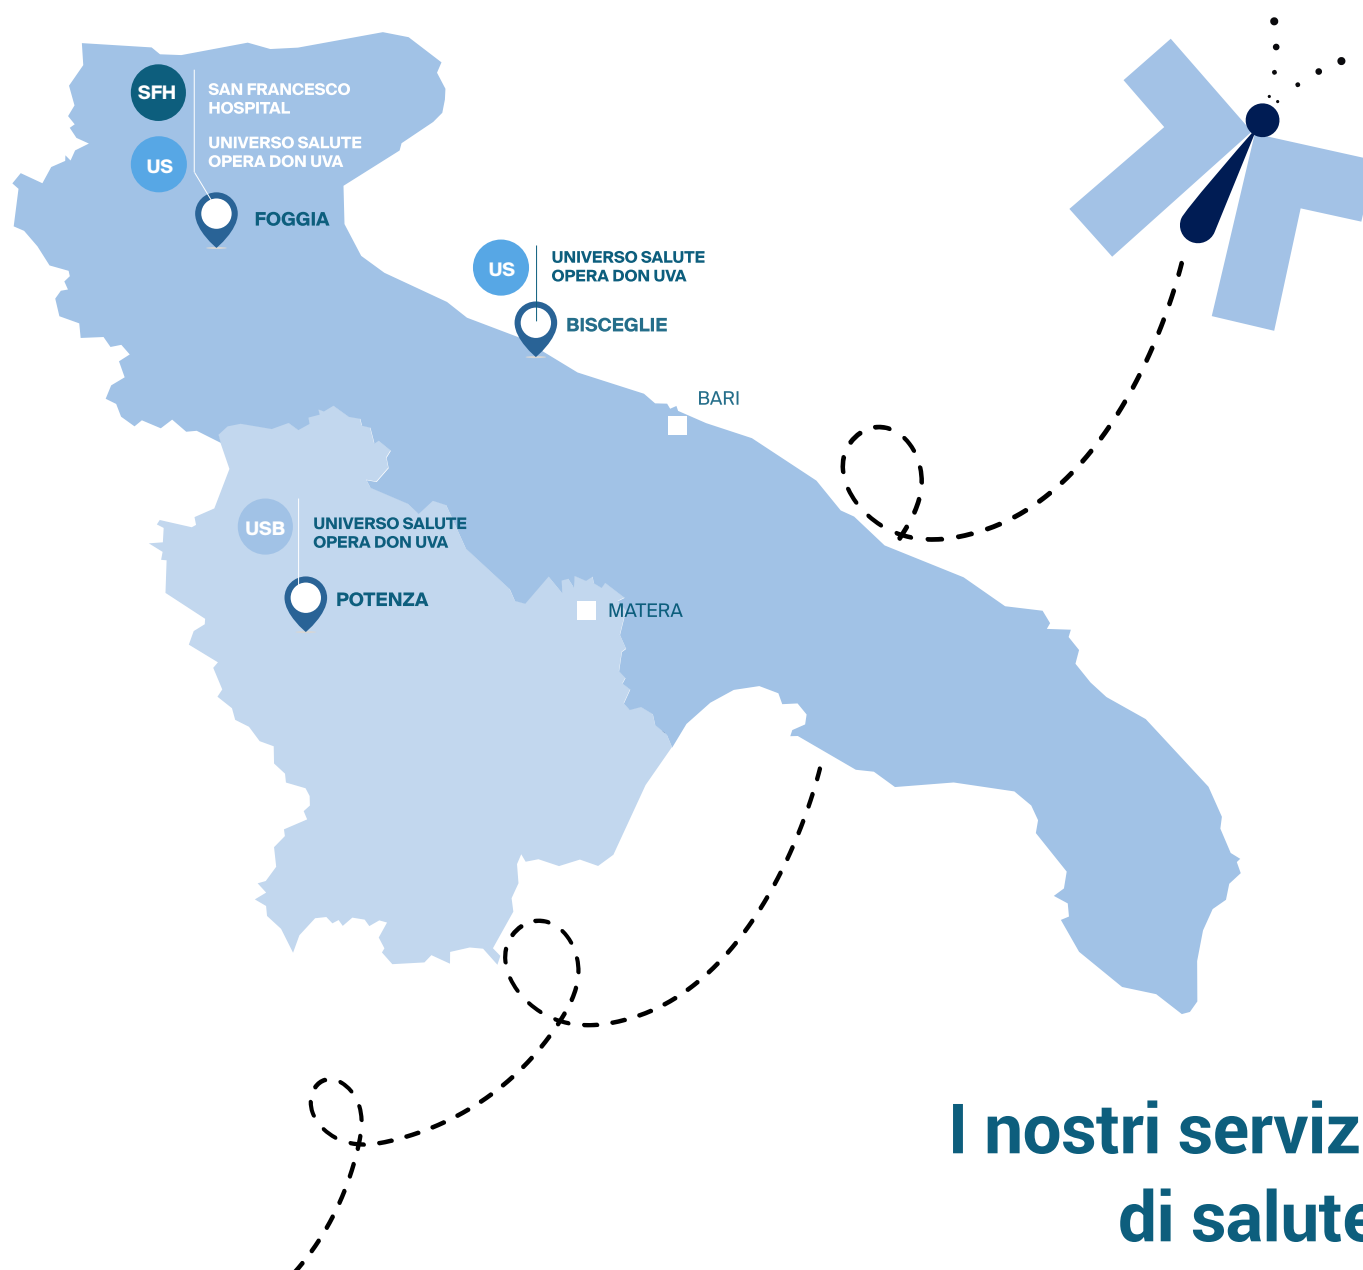 SFH
SAN FRANCESCO
HOSPITAL
US
UNIVERSO SALUTE
OPERA DON UVA
FOGGIA
US
UNIVERSO SALUTE
OPERA DON UVA
BISCEGLIE
BARI
USB
UNIVERSO SALUTE
OPERA DON UVA
POTENZA
MATERA
I nostri serviz
di salute